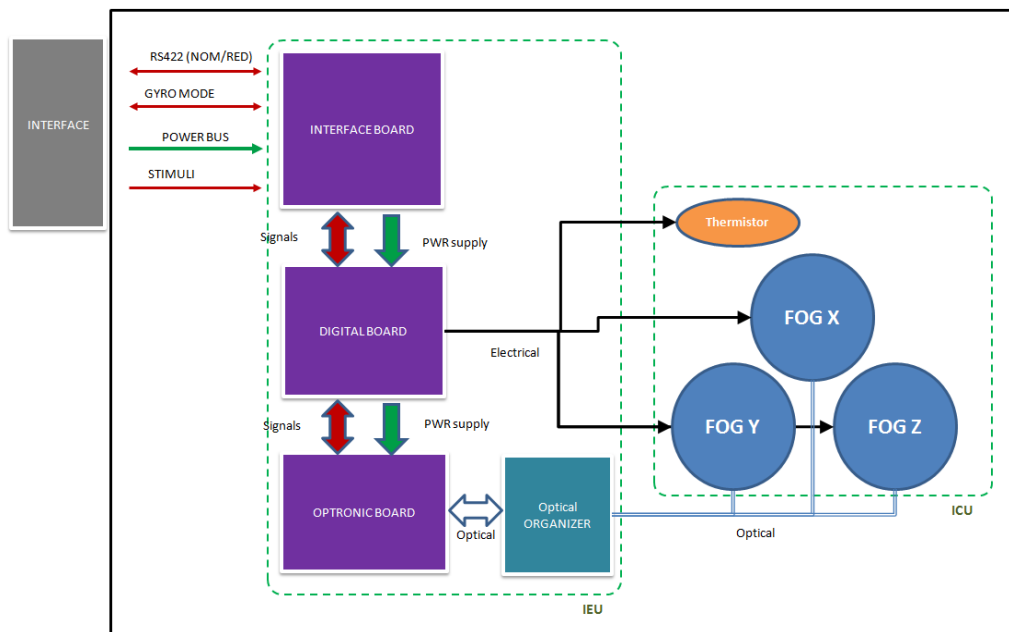 INTERFACE
RS422 (NOM/RED)
GYRO MODE
POWER BUS
STIMULI
INTERFACE BOARD
Signals
PWR supply
DIGITAL BOARD
Electrical
Signals
PWR supply
OPTRONIC BOARD
Optical
Optical
ORGANIZER
IEU
Thermistor
FOG X
FOG Y
FOG Z
Optical
ICU